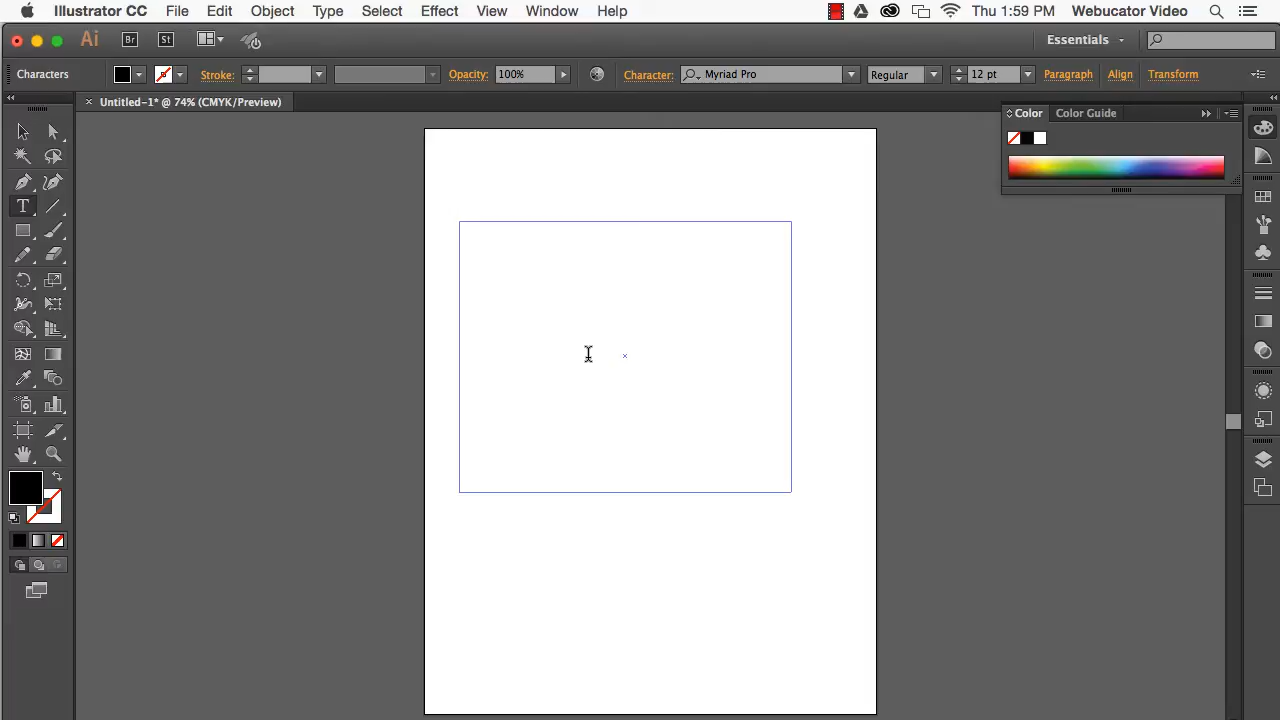 Illustrator CC File Edit Object Type Select Effect View Window Help Thu 1:59 PM Webucator Video
Ai Br St Essentials
Characters Stroke: Opacity: 100% Character: Myriad Pro Regular 12 pt Paragraph Align Transform
Untitled-1* @ 74% (CMYK/Preview)
Color Color Guide
T